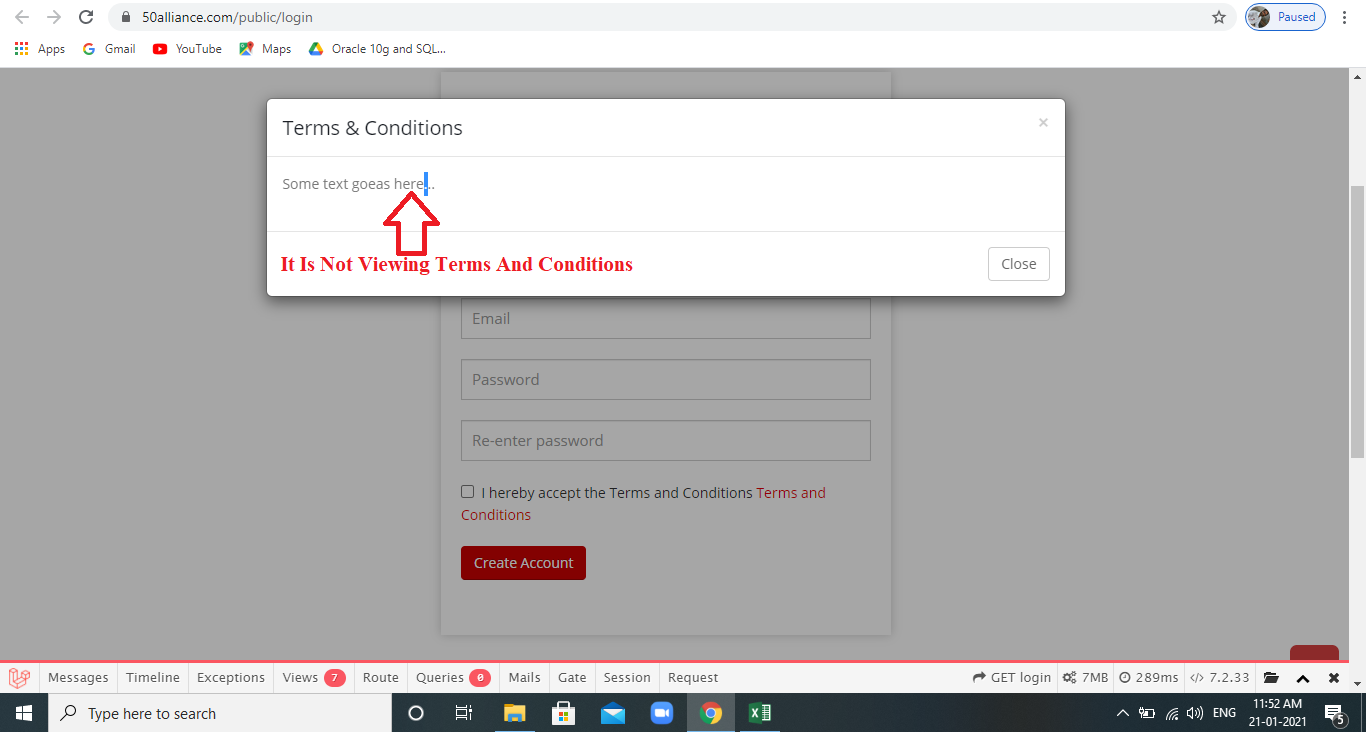 50alliance.com/public/login
Paused
Apps
Gmail
YouTube
Maps
Oracle 10g and SQL...
Terms & Conditions
×
Some text goeas here...
It Is Not Viewing Terms And Conditions
Close
Email
Password
Re-enter password
I hereby accept the Terms and Conditions Terms and
Conditions
Create Account
Messages
Timeline
Exceptions
Views 7
Route
Queries 0
Mails
Gate
Session
Request
GET login
7MB
289ms
</> 7.2.33
Type here to search
ENG
11:52 AM
21-01-2021
5